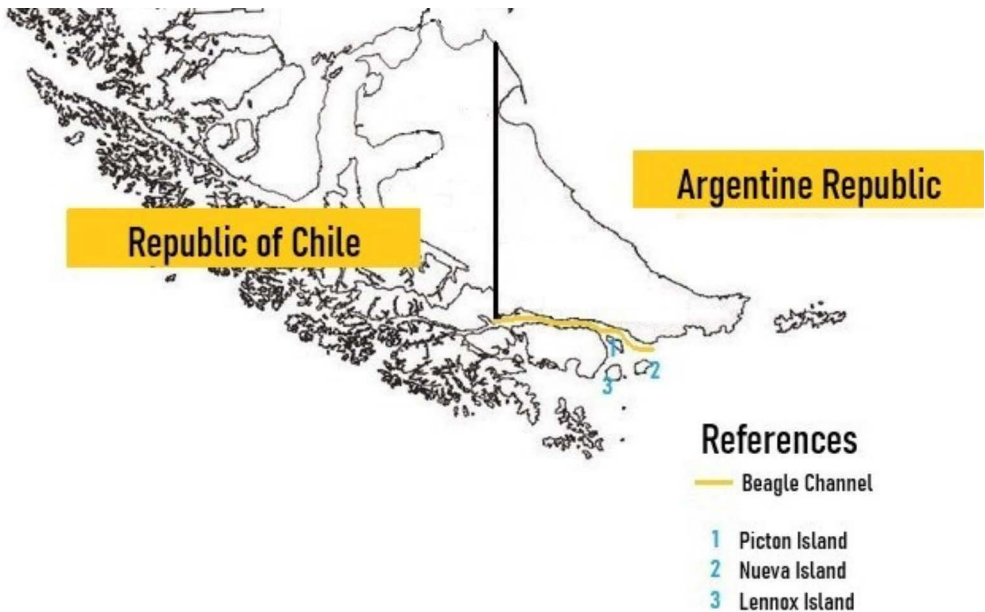 Argentine Republic
Republic of Chile
1
2
3
References
Beagle Channel
1 Picton Island
2 Nueva Island
3 Lennox Island